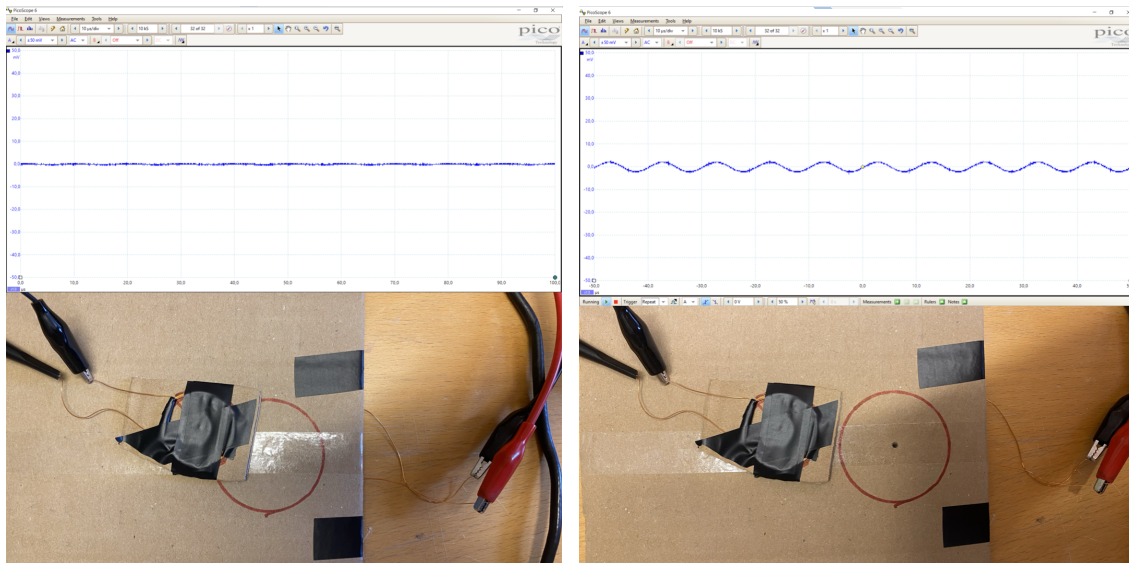 PicoScope 6
File Edit Views Measurements Tools Help
10 µs/div 10 kS 32 of 32 x 1
pico
Technology
A ±50 mV AC B Off
50.0
mV
40.0
30.0
20.0
10.0
0.0
-10.0
-20.0
-30.0
-40.0
-50.0
0.0 10.0 20.0 30.0 40.0 50.0 60.0 70.0 80.0 90.0 100.0
µs
PicoScope 6
File Edit Views Measurements Tools Help
10 µs/div 10 kS 32 of 32 x 1
pico
A ±50 mV AC B Off
50.0
mV
40.0
30.0
20.0
10.0
0.0
-10.0
-20.0
-30.0
-40.0
-50.0
-40.0 -30.0 -20.0 -10.0 0.0 10.0 20.0 30.0 40.0
µs
Running Trigger Repeat A 0 V 50 % Measurements Rulers Notes